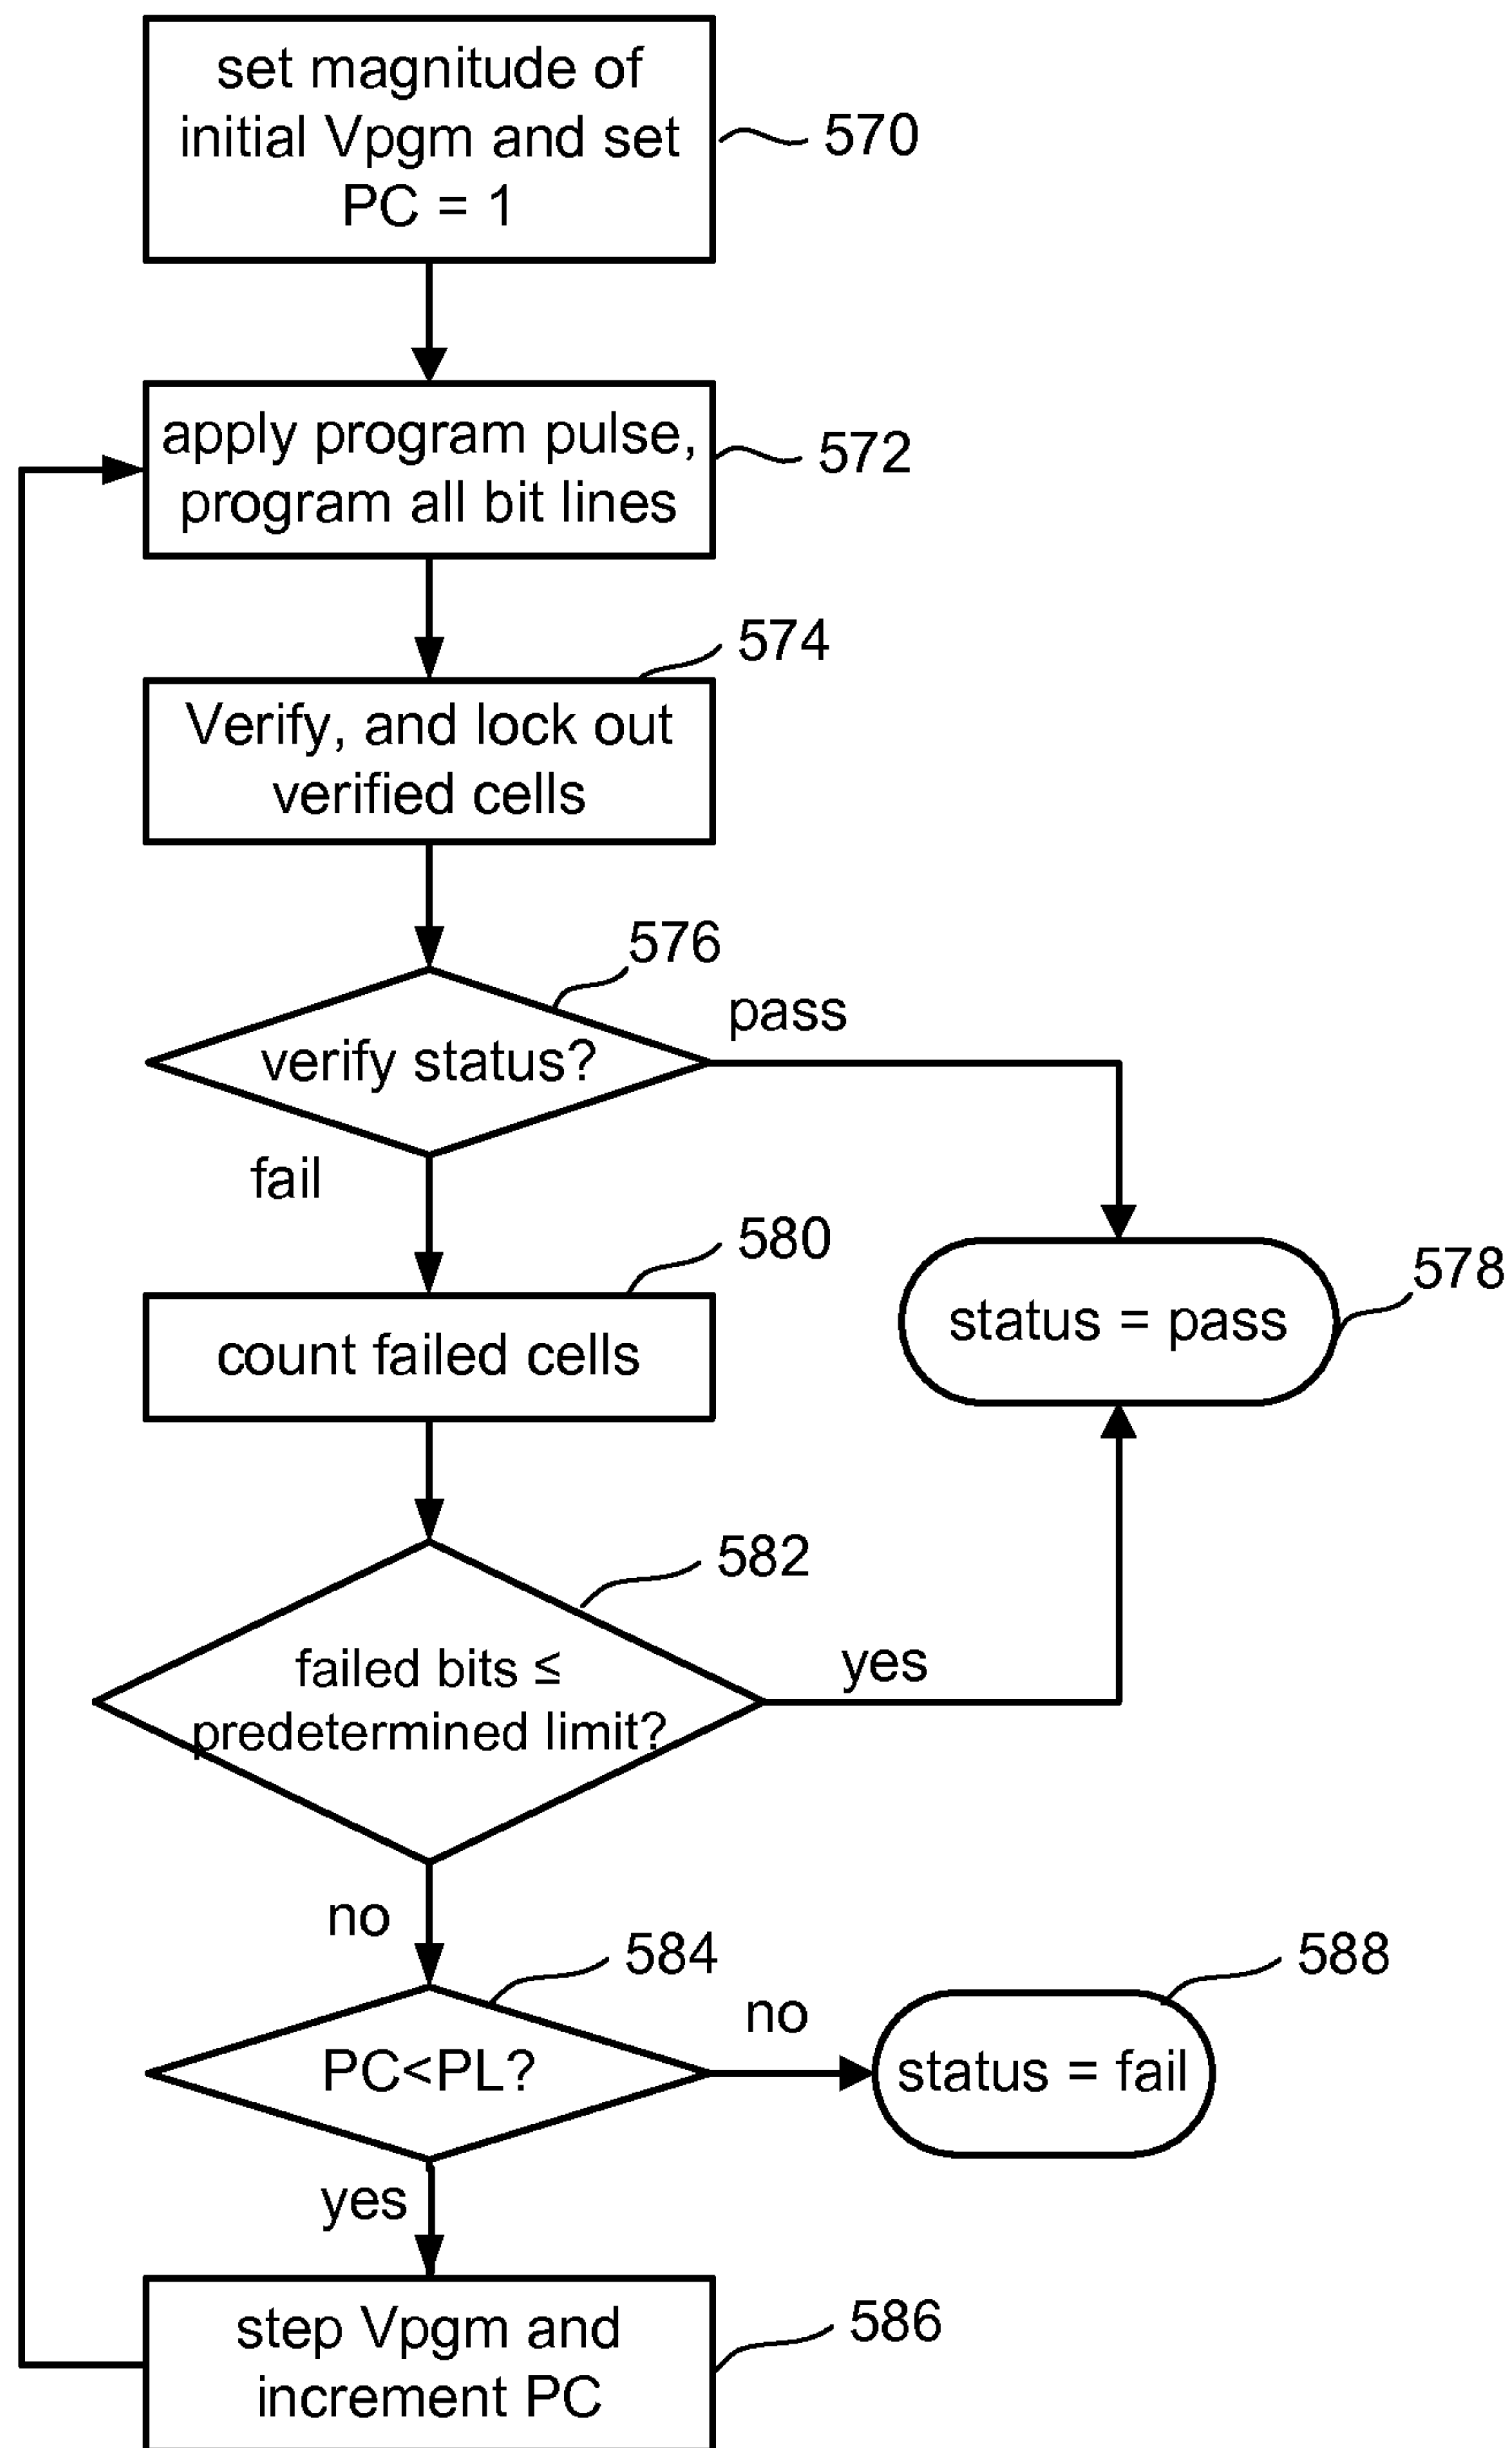 set magnitude of
initial Vpgm and set
PC = 1
570
apply program pulse,
program all bit lines
572
574
Verify, and lock out
verified cells
576
pass
verify status?
fail
580
578
status = pass
count failed cells
582
failed bits ≤
predetermined limit?
yes
no
584
588
no
PC<PL?
status = fail
yes
step Vpgm and
increment PC
586